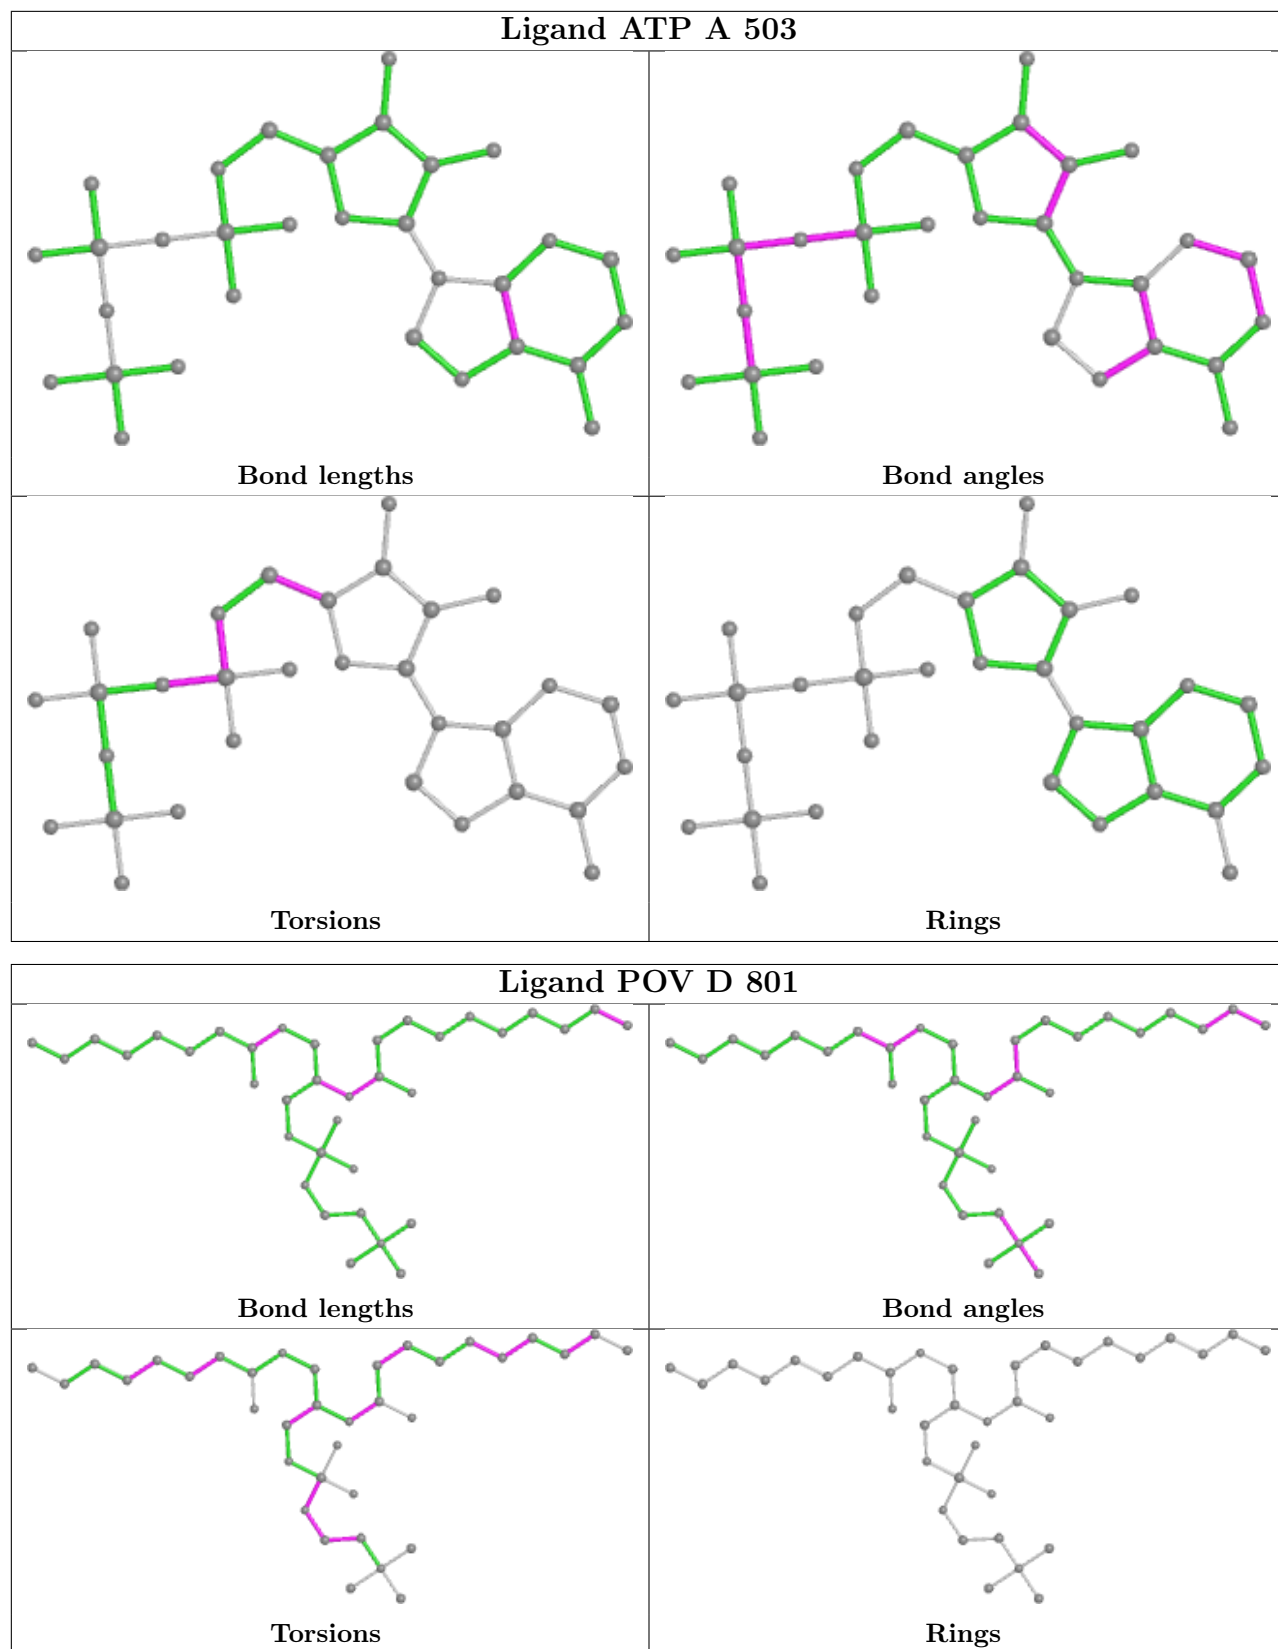 Ligand ATP A 503
Bond lengths
Bond angles
Torsions
Rings
Ligand POV D 801
Bond lengths
Bond angles
Torsions
Rings